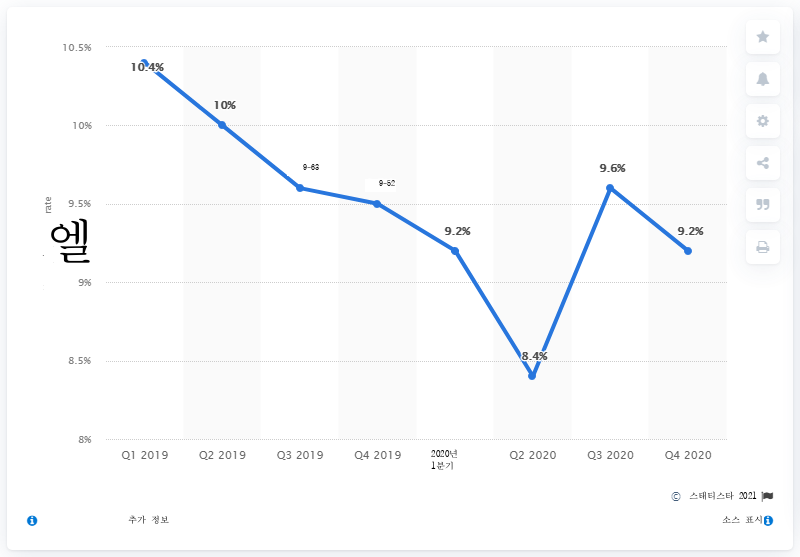 10.5%
10.4%
10%
10%
9-63
9-52
9.5%
9.6%
rate
엘
9.2%
9.2%
9%
8.5%
8.4%
8%
Q1 2019
Q2 2019
Q3 2019
Q4 2019
2020년
1분기
Q2 2020
Q3 2020
Q4 2020
© 스태티스타 2021
추가 정보
소스 표시